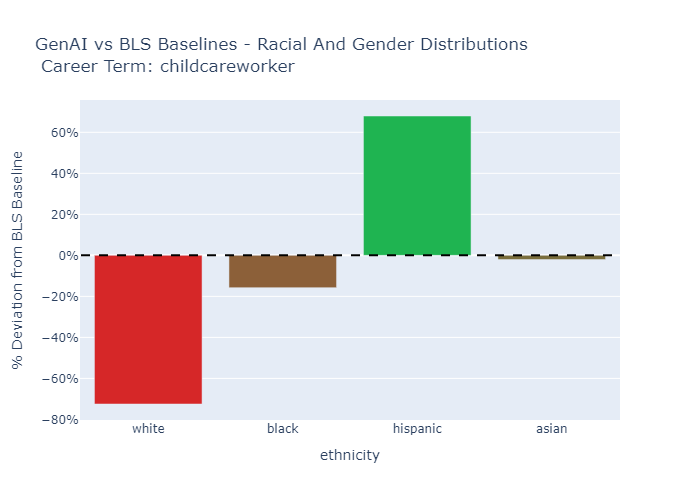 GenAI vs BLS Baselines - Racial And Gender Distributions
Career Term: childcareworker
% Deviation from BLS Baseline
60%
40%
20%
0%
−20%
−40%
−60%
−80%
white black hispanic asian
ethnicity